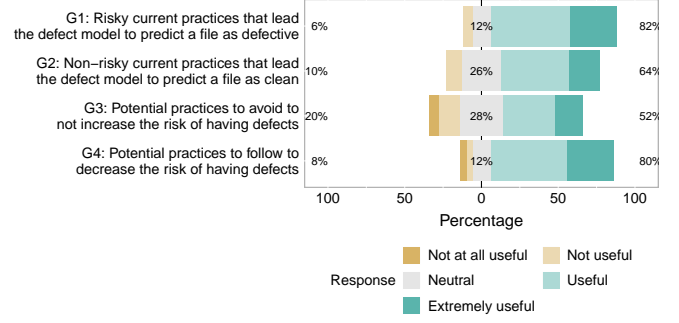 G1: Risky current practices that lead
the defect model to predict a file as defective
6% 12% 82%
G2: Non−risky current practices that lead
the defect model to predict a file as clean
10% 26% 64%
G3: Potential practices to avoid to
not increase the risk of having defects
20% 28% 52%
G4: Potential practices to follow to
decrease the risk of having defects
8% 12% 80%
100 50 0 50 100
Percentage
Response
Not at all useful Not useful
Neutral Useful
Extremely useful